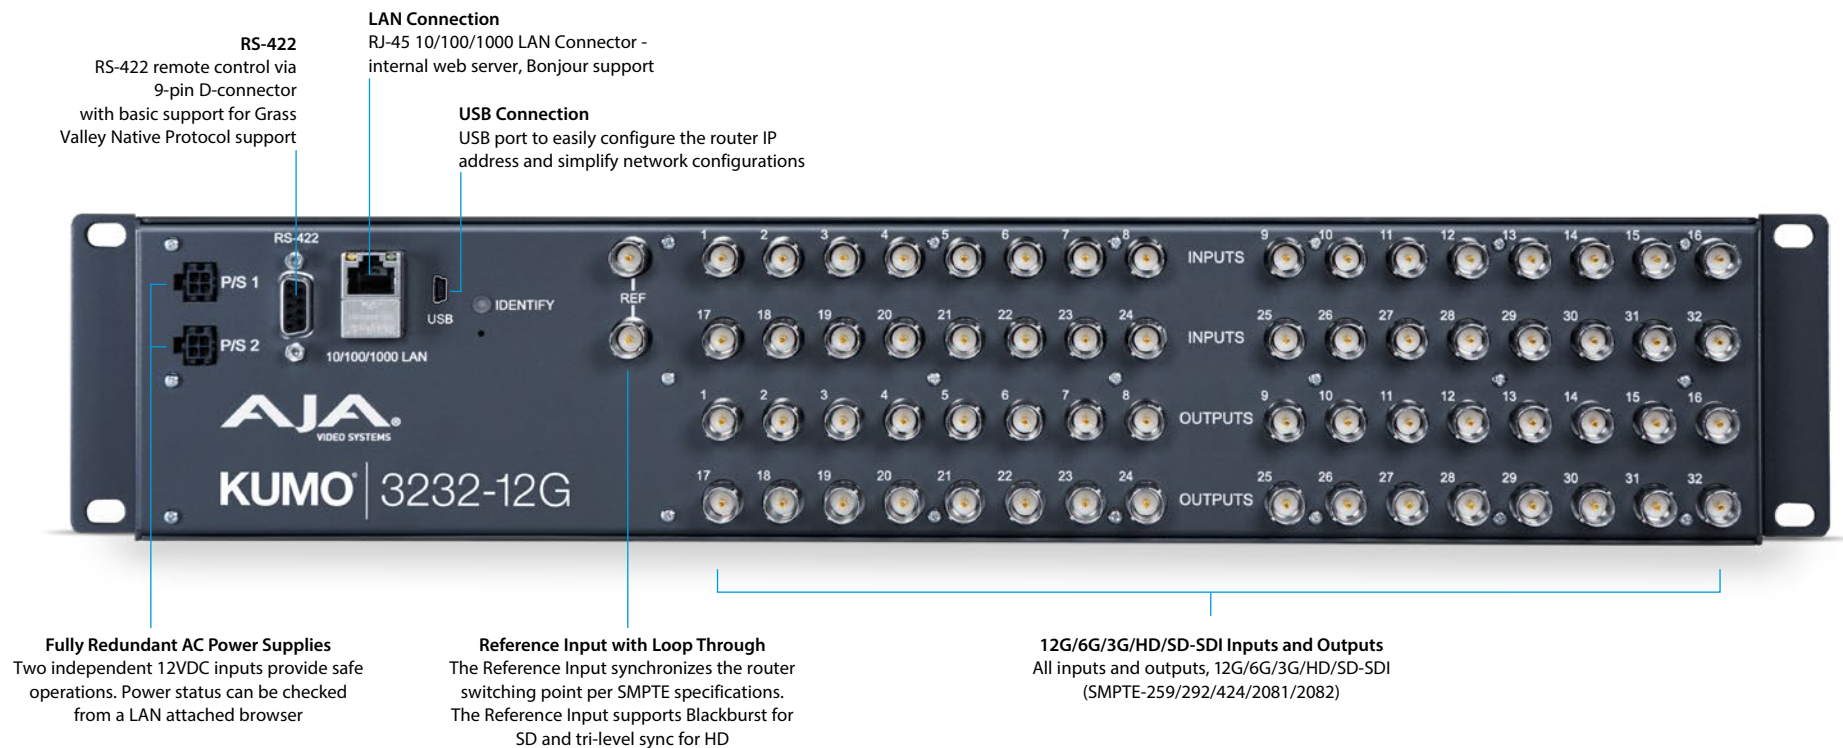 LAN Connection
RJ-45 10/100/1000 LAN Connector -
internal web server, Bonjour support
RS-422
RS-422 remote control via
9-pin D-connector
with basic support for Grass
Valley Native Protocol support
USB Connection
USB port to easily configure the router IP
address and simplify network configurations
RS-422
P/S 1
P/S 2
10/100/1000 LAN
USB
IDENTIFY
REF
1 2 3 4 5 6 7 8 INPUTS 9 10 11 12 13 14 15 16
17 18 19 20 21 22 23 24 INPUTS 25 26 27 28 29 30 31 32
1 2 3 4 5 6 7 8 OUTPUTS 9 10 11 12 13 14 15 16
17 18 19 20 21 22 23 24 OUTPUTS 25 26 27 28 29 30 31 32
AJA®
VIDEO SYSTEMS
KUMO® 3232-12G
Fully Redundant AC Power Supplies
Two independent 12VDC inputs provide safe
operations. Power status can be checked
from a LAN attached browser
Reference Input with Loop Through
The Reference Input synchronizes the router
switching point per SMPTE specifications.
The Reference Input supports Blackburst for
SD and tri-level sync for HD
12G/6G/3G/HD/SD-SDI Inputs and Outputs
All inputs and outputs, 12G/6G/3G/HD/SD-SDI
(SMPTE-259/292/424/2081/2082)